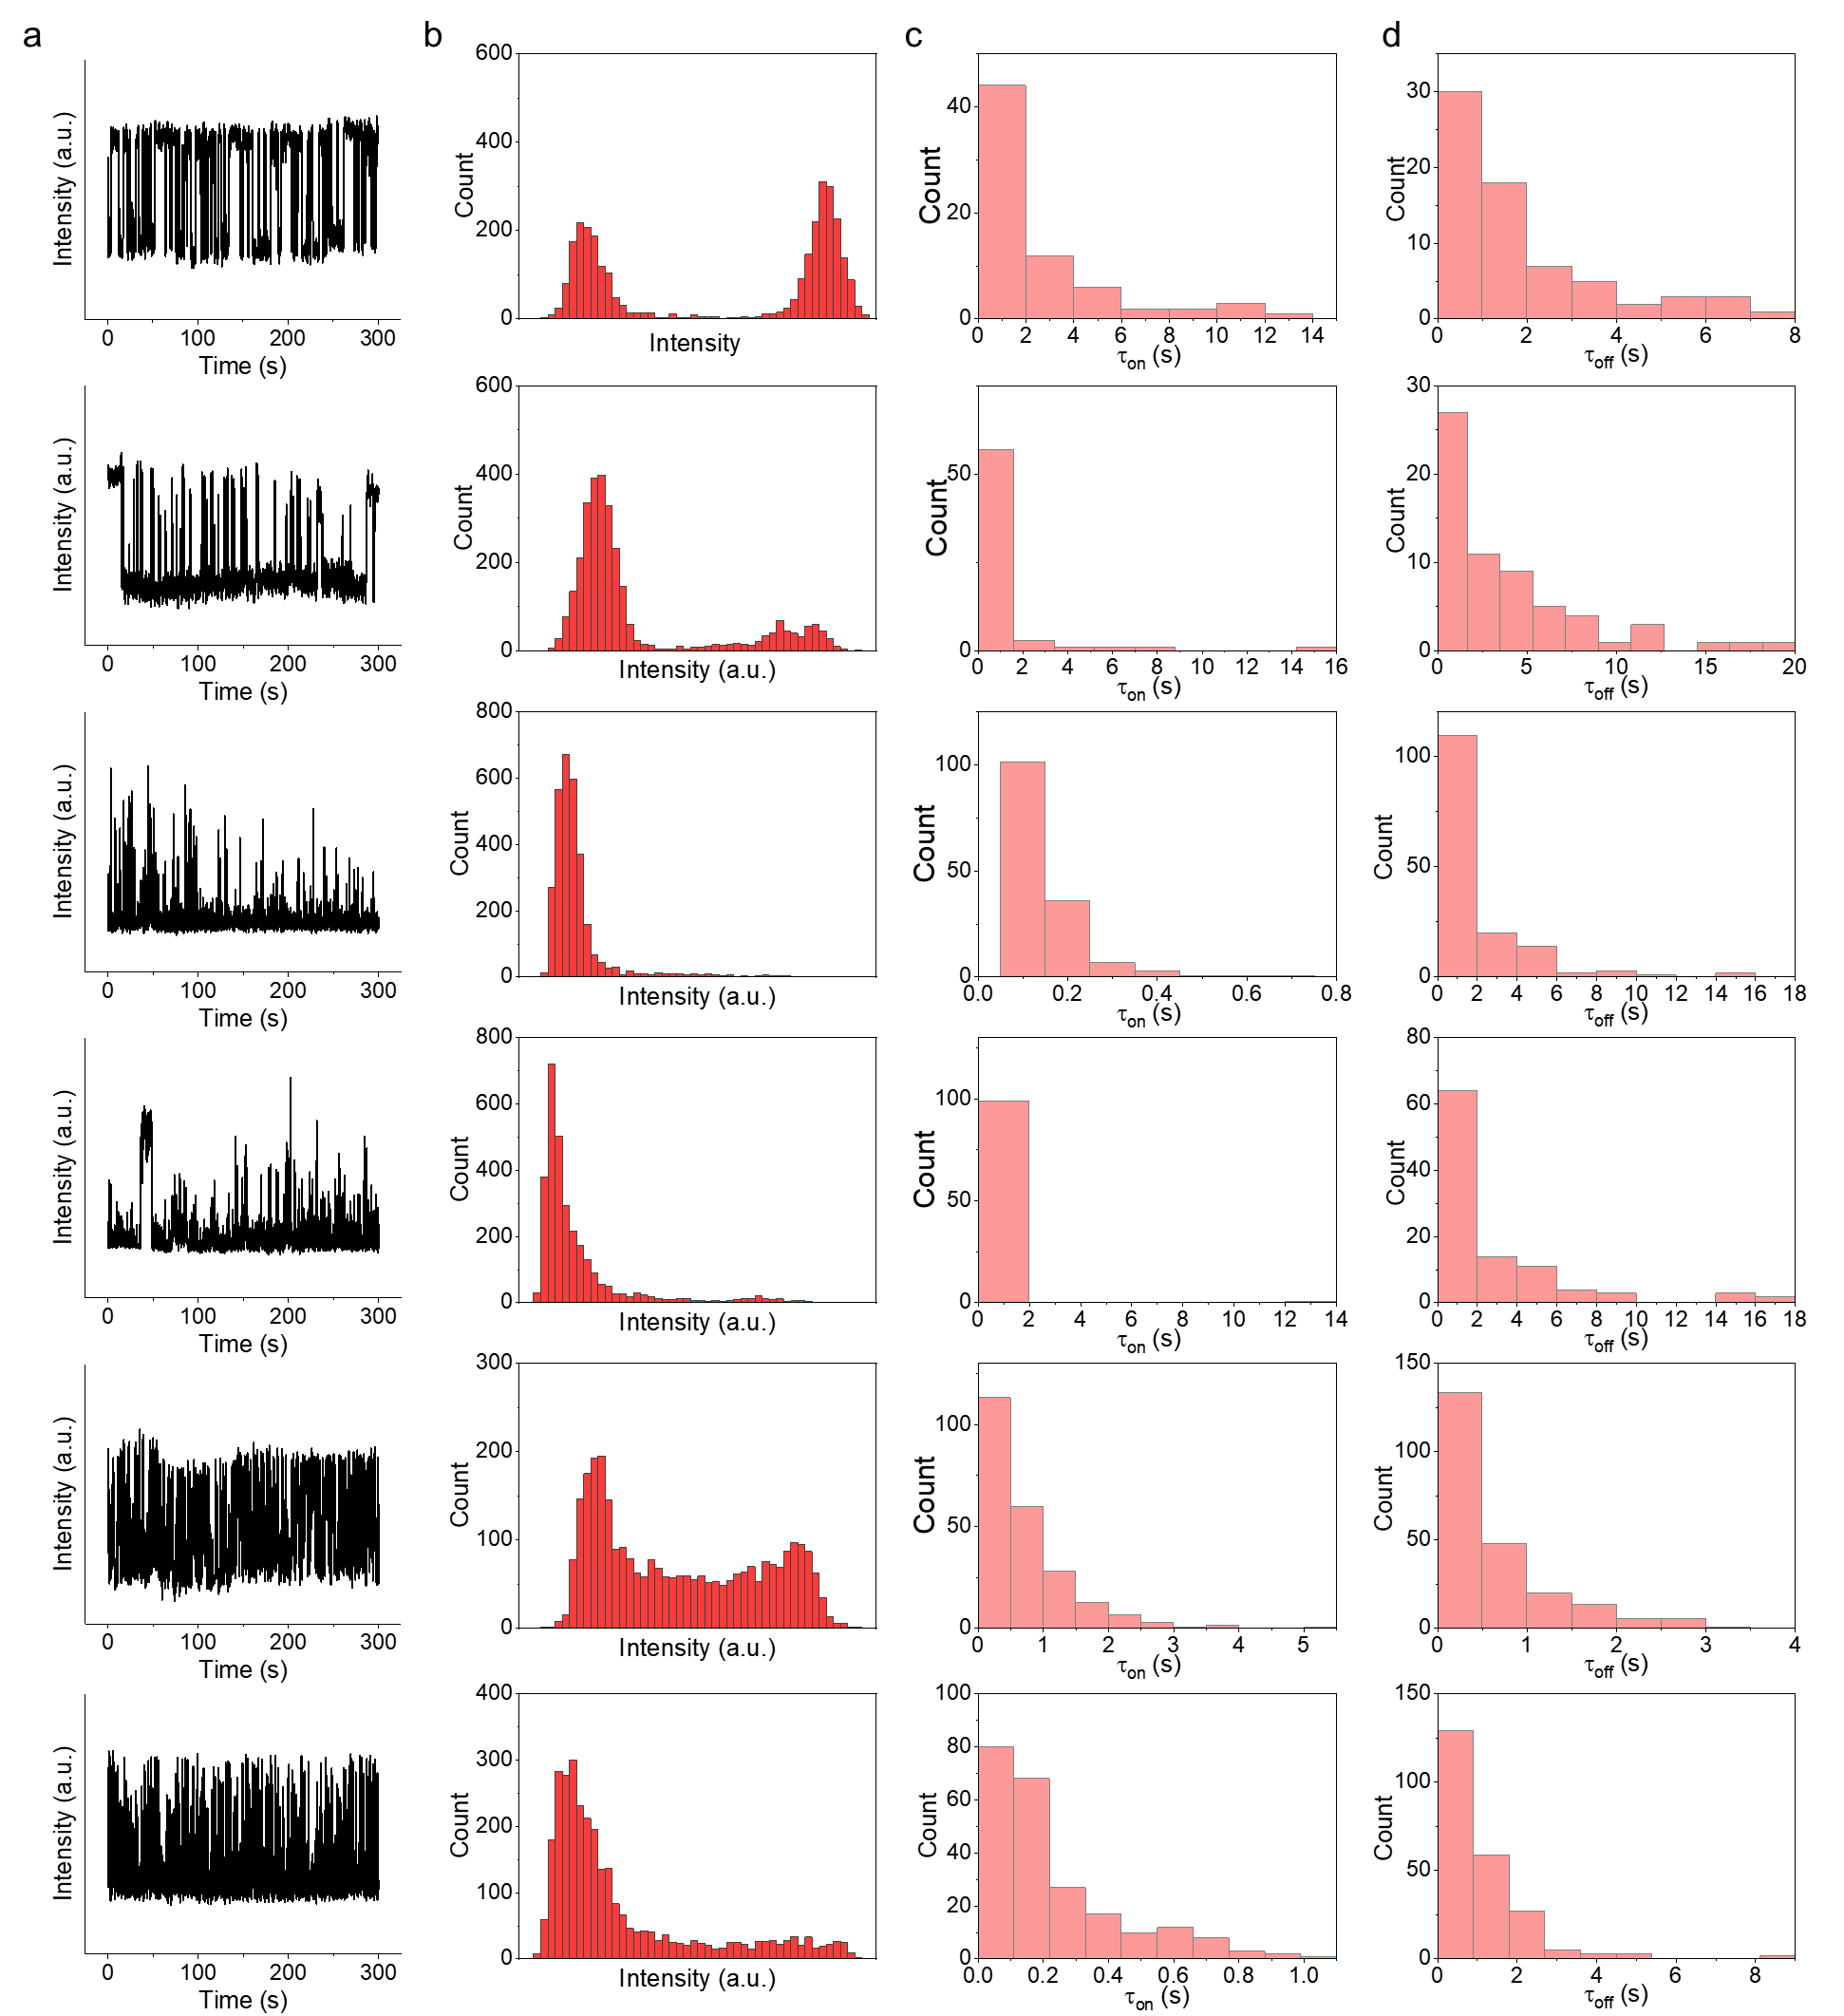 a b c d
Intensity (a.u.)
0 100 200 300
Time (s)
600
400
200
0
Count
Intensity
40
20
0
Count
0 2 4 6 8 10 12 14
τon (s)
30
20
10
0
Count
0 2 4 6 8
τoff (s)
Intensity (a.u.)
0 100 200 300
Time (s)
600
400
200
0
Count
Intensity (a.u.)
50
0
Count
0 2 4 6 8 10 12 14 16
τon (s)
30
20
10
0
Count
0 5 10 15 20
τoff (s)
Intensity (a.u.)
0 100 200 300
Time (s)
800
600
400
200
0
Count
Intensity (a.u.)
100
50
0
Count
0.0 0.2 0.4 0.6 0.8
τon (s)
100
50
0
Count
0 2 4 6 8 10 12 14 16 18
τoff (s)
Intensity (a.u.)
0 100 200 300
Time (s)
800
600
400
200
0
Count
Intensity (a.u.)
100
50
0
Count
0 2 4 6 8 10 12 14
τon (s)
80
60
40
20
0
Count
0 2 4 6 8 10 12 14 16 18
τoff (s)
Intensity (a.u.)
0 100 200 300
Time (s)
300
200
100
0
Count
Intensity (a.u.)
100
50
0
Count
0 1 2 3 4 5
τon (s)
150
100
50
0
Count
0 1 2 3 4
τoff (s)
Intensity (a.u.)
0 100 200 300
Time (s)
400
300
200
100
0
Count
Intensity (a.u.)
100
80
60
40
20
0
Count
0.0 0.2 0.4 0.6 0.8 1.0
τon (s)
150
100
50
0
Count
0 2 4 6 8
τoff (s)